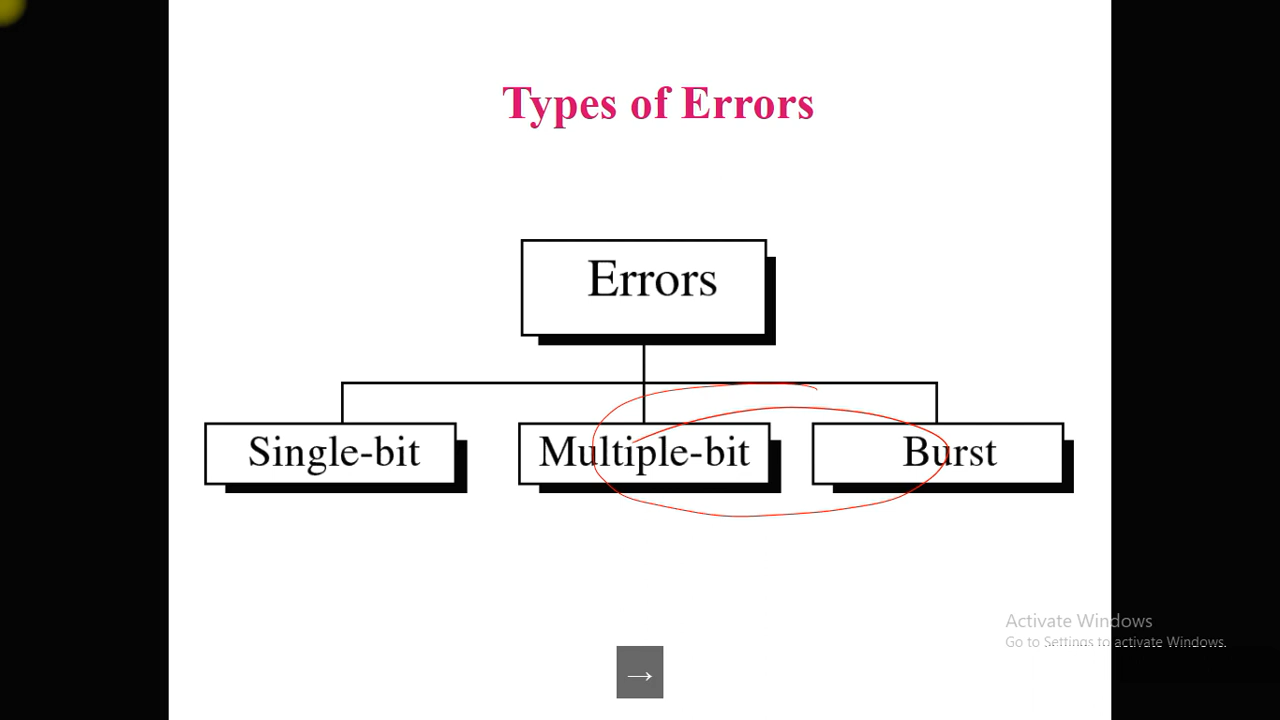 Types of Errors
Errors
Single-bit
Multiple-bit
Burst
Activate Windows
Go to Settings to activate Windows.
→